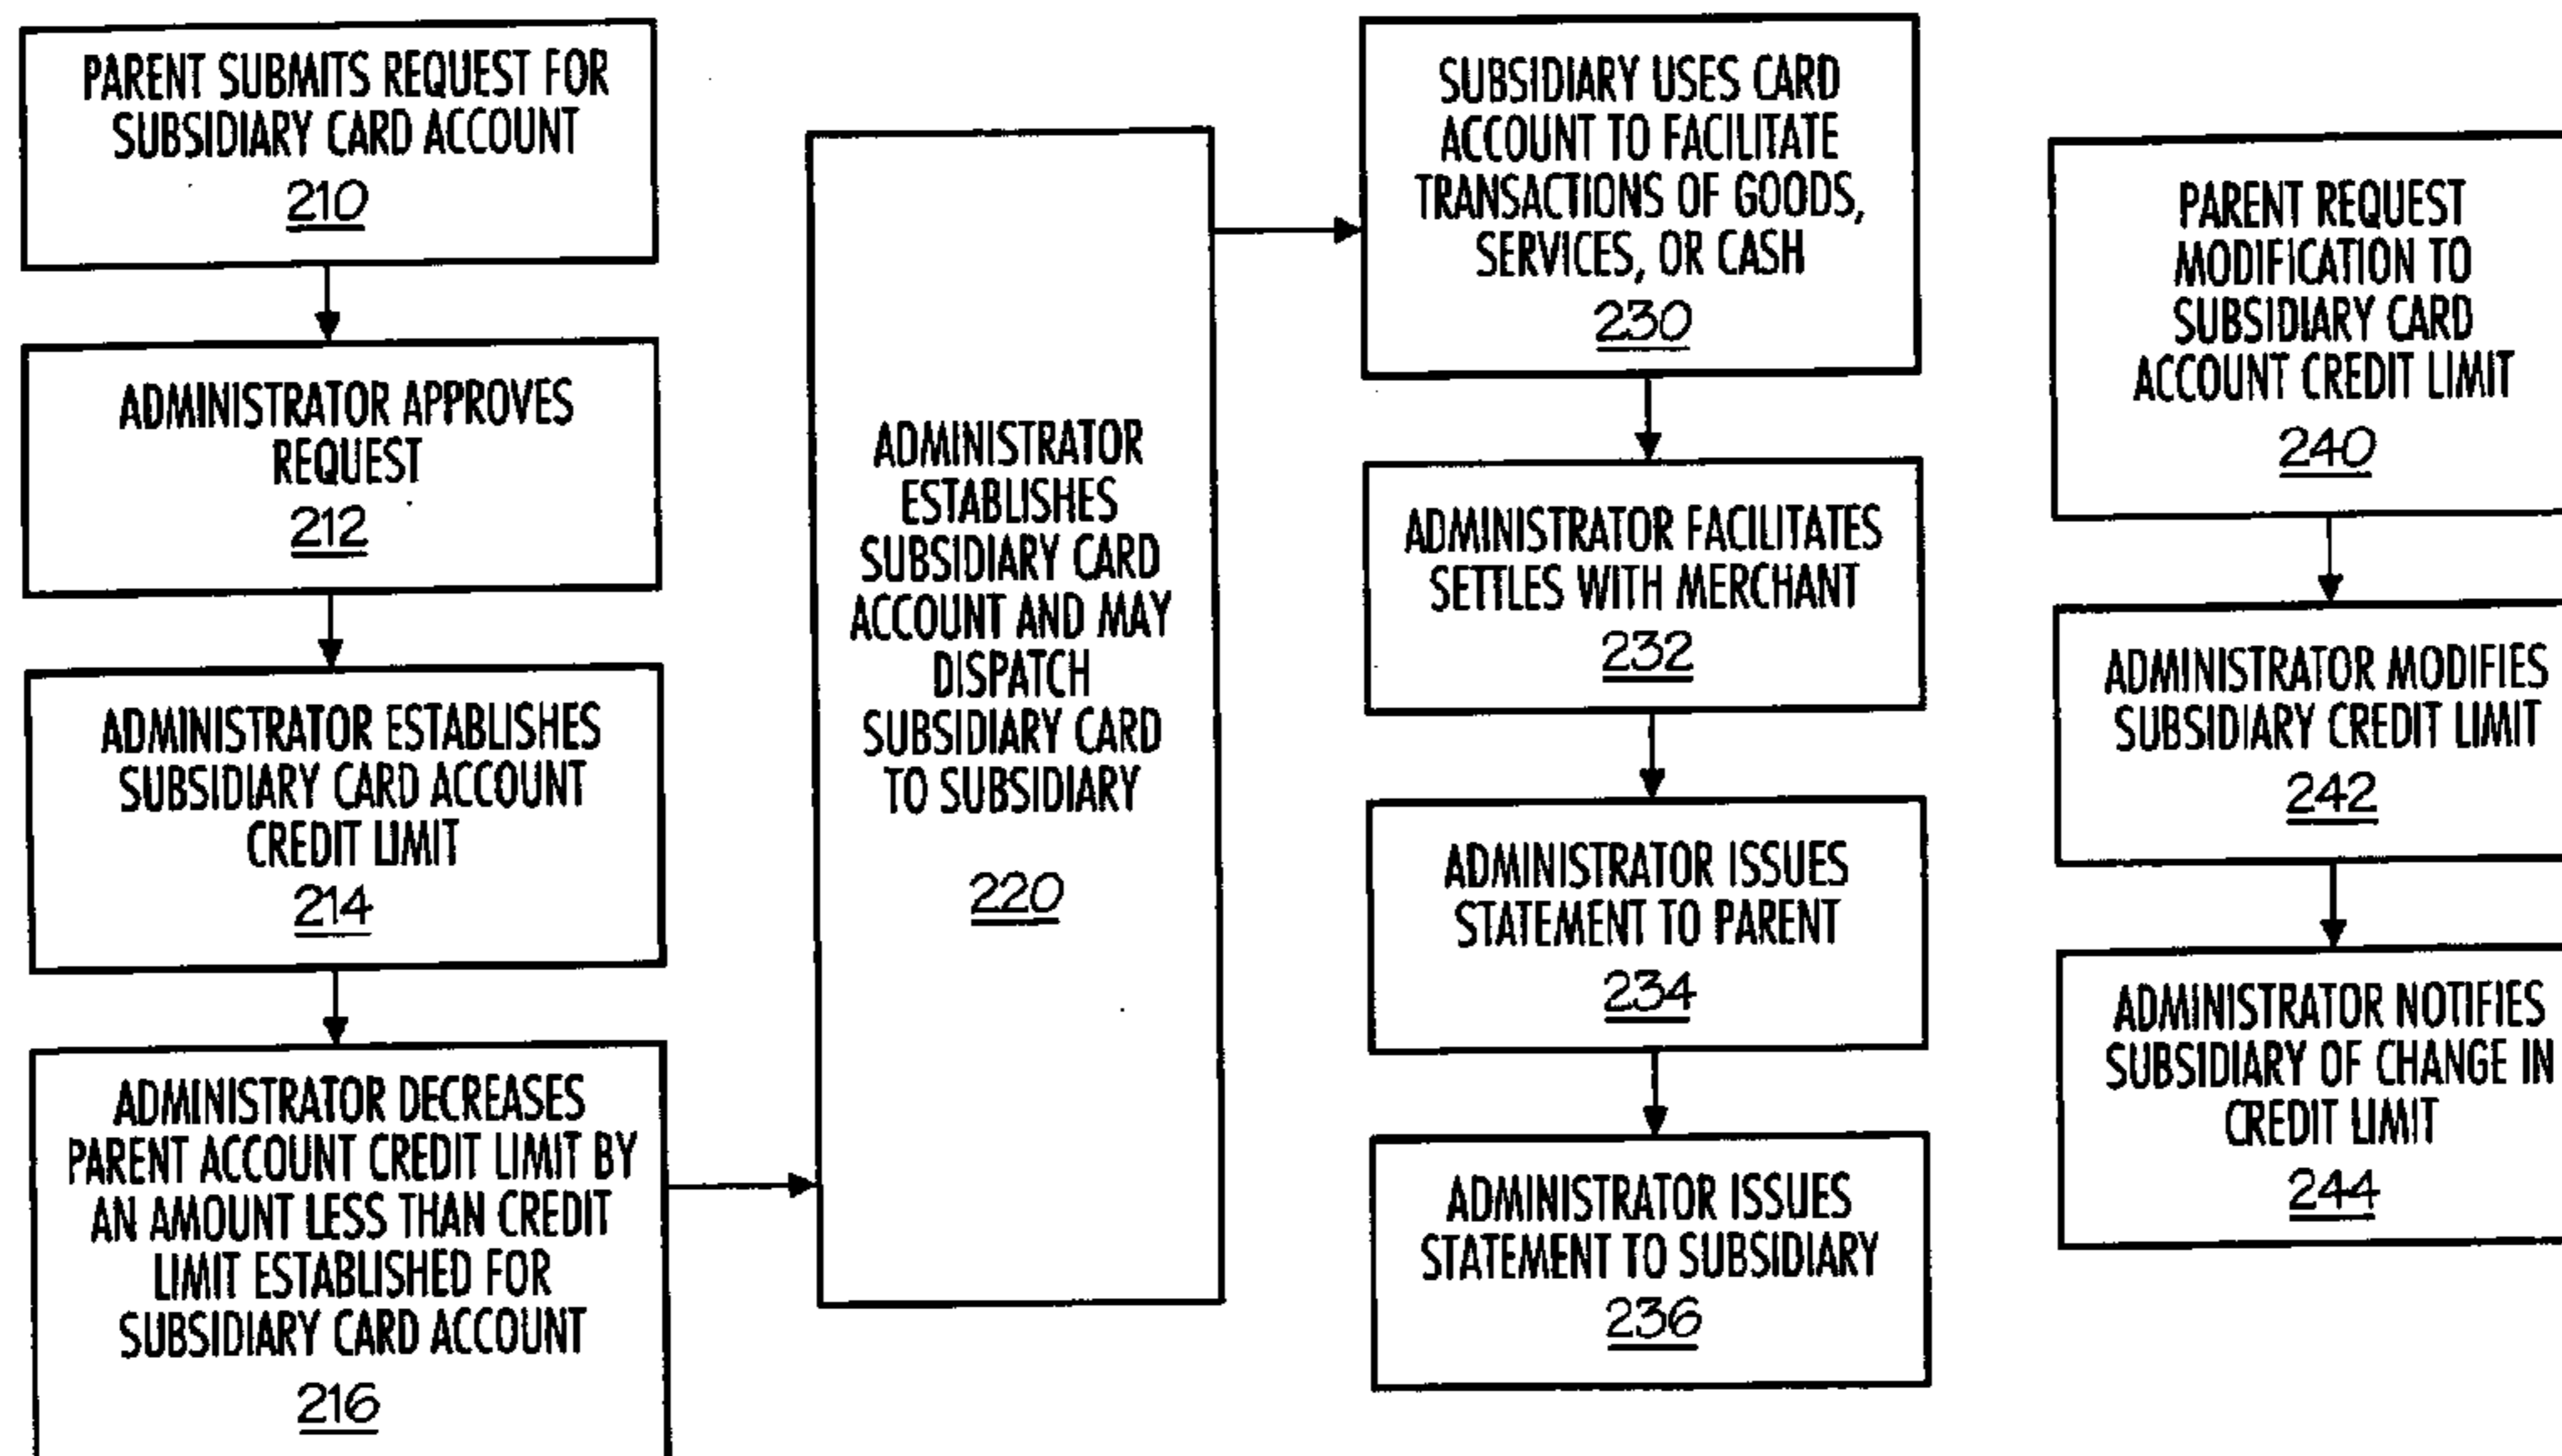 PARENT SUBMITS REQUEST FOR
SUBSIDIARY CARD ACCOUNT
210
ADMINISTRATOR APPROVES
REQUEST
212
ADMINISTRATOR ESTABLISHES
SUBSIDIARY CARD ACCOUNT
CREDIT LIMIT
214
ADMINISTRATOR DECREASES
PARENT ACCOUNT CREDIT LIMIT BY
AN AMOUNT LESS THAN CREDIT
LIMIT ESTABLISHED FOR
SUBSIDIARY CARD ACCOUNT
216
ADMINISTRATOR
ESTABLISHES
SUBSIDIARY CARD
ACCOUNT AND MAY
DISPATCH
SUBSIDIARY CARD
TO SUBSIDIARY
220
SUBSIDIARY USES CARD
ACCOUNT TO FACILITATE
TRANSACTIONS OF GOODS,
SERVICES, OR CASH
230
ADMINISTRATOR FACILITATES
SETTLES WITH MERCHANT
232
ADMINISTRATOR ISSUES
STATEMENT TO PARENT
234
ADMINISTRATOR ISSUES
STATEMENT TO SUBSIDIARY
236
PARENT REQUEST
MODIFICATION TO
SUBSIDIARY CARD
ACCOUNT CREDIT LIMIT
240
ADMINISTRATOR MODIFIES
SUBSIDIARY CREDIT LIMIT
242
ADMINISTRATOR NOTIFIES
SUBSIDIARY OF CHANGE IN
CREDIT LIMIT
244